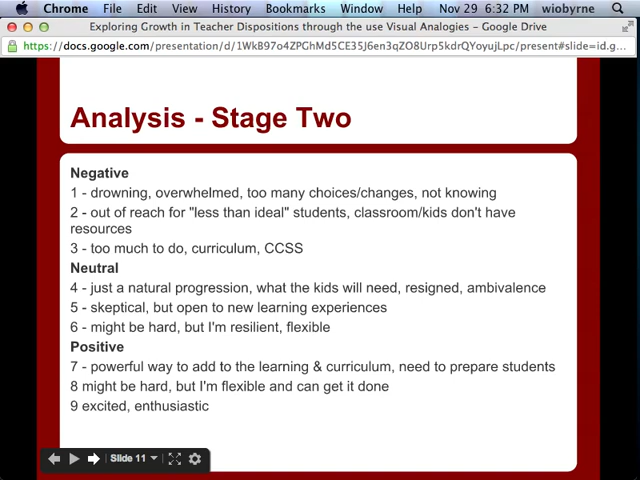 Chrome File Edit View History Bookmarks Window Help Nov 29 6:32 PM wiobyrne
Exploring Growth in Teacher Dispositions through the use Visual Analogies – Google Drive
https://docs.google.com/presentation/d/1WkB97o4ZPGhMd5CE35J6en3qZO8Urp5kdrQYoyujLpc/present#slide=id.g...
Analysis - Stage Two
Negative
1 - drowning, overwhelmed, too many choices/changes, not knowing
2 - out of reach for "less than ideal" students, classroom/kids don't have
resources
3 - too much to do, curriculum, CCSS
Neutral
4 - just a natural progression, what the kids will need, resigned, ambivalence
5 - skeptical, but open to new learning experiences
6 - might be hard, but I'm resilient, flexible
Positive
7 - powerful way to add to the learning & curriculum, need to prepare students
8 might be hard, but I'm flexible and can get it done
9 excited, enthusiastic
Slide 11